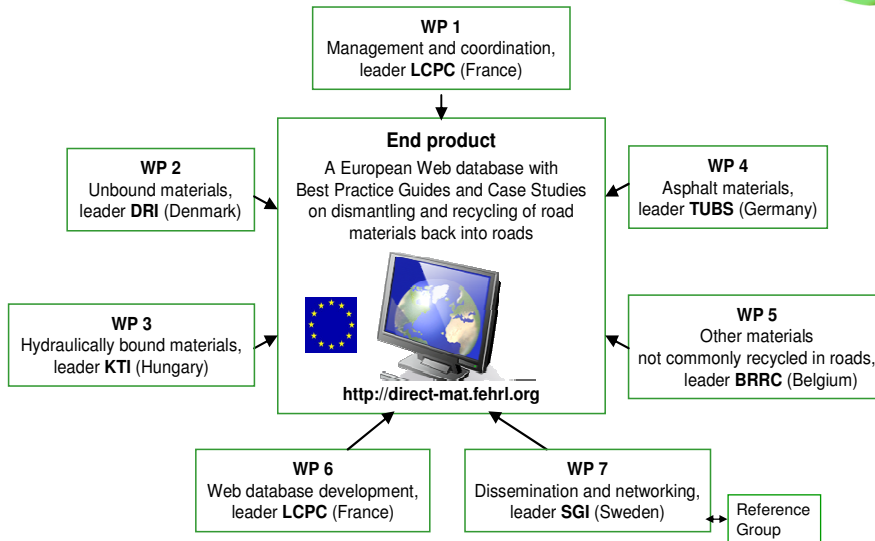 WP 1
Management and coordination,
leader LCPC (France)
End product
A European Web database with
Best Practice Guides and Case Studies
on dismantling and recycling of road
materials back into roads
http://direct-mat.fehrl.org
WP 2
Unbound materials,
leader DRI (Denmark)
WP 4
Asphalt materials,
leader TUBS (Germany)
WP 3
Hydraulically bound materials,
leader KTI (Hungary)
WP 5
Other materials
not commonly recycled in roads,
leader BRRC (Belgium)
WP 6
Web database development,
leader LCPC (France)
WP 7
Dissemination and networking,
leader SGI (Sweden)
Reference
Group